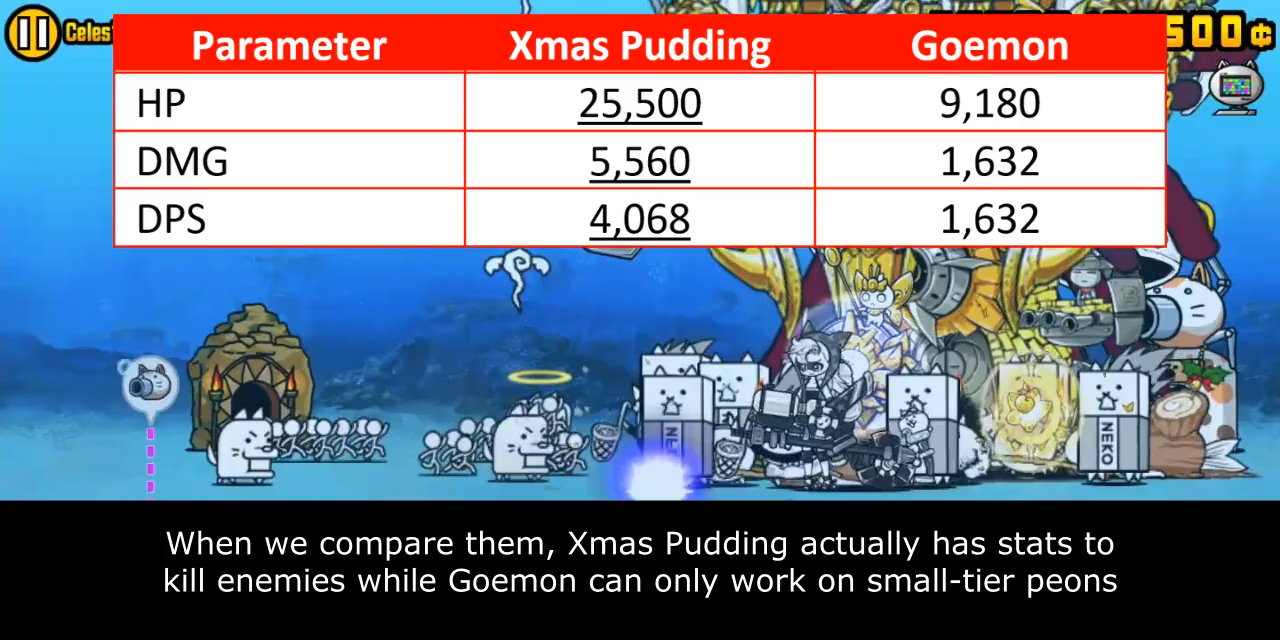 Celes
500¢
Parameter Xmas Pudding Goemon
HP 25,500 9,180
DMG 5,560 1,632
DPS 4,068 1,632
NEKO
When we compare them, Xmas Pudding actually has stats to
kill enemies while Goemon can only work on small-tier peons